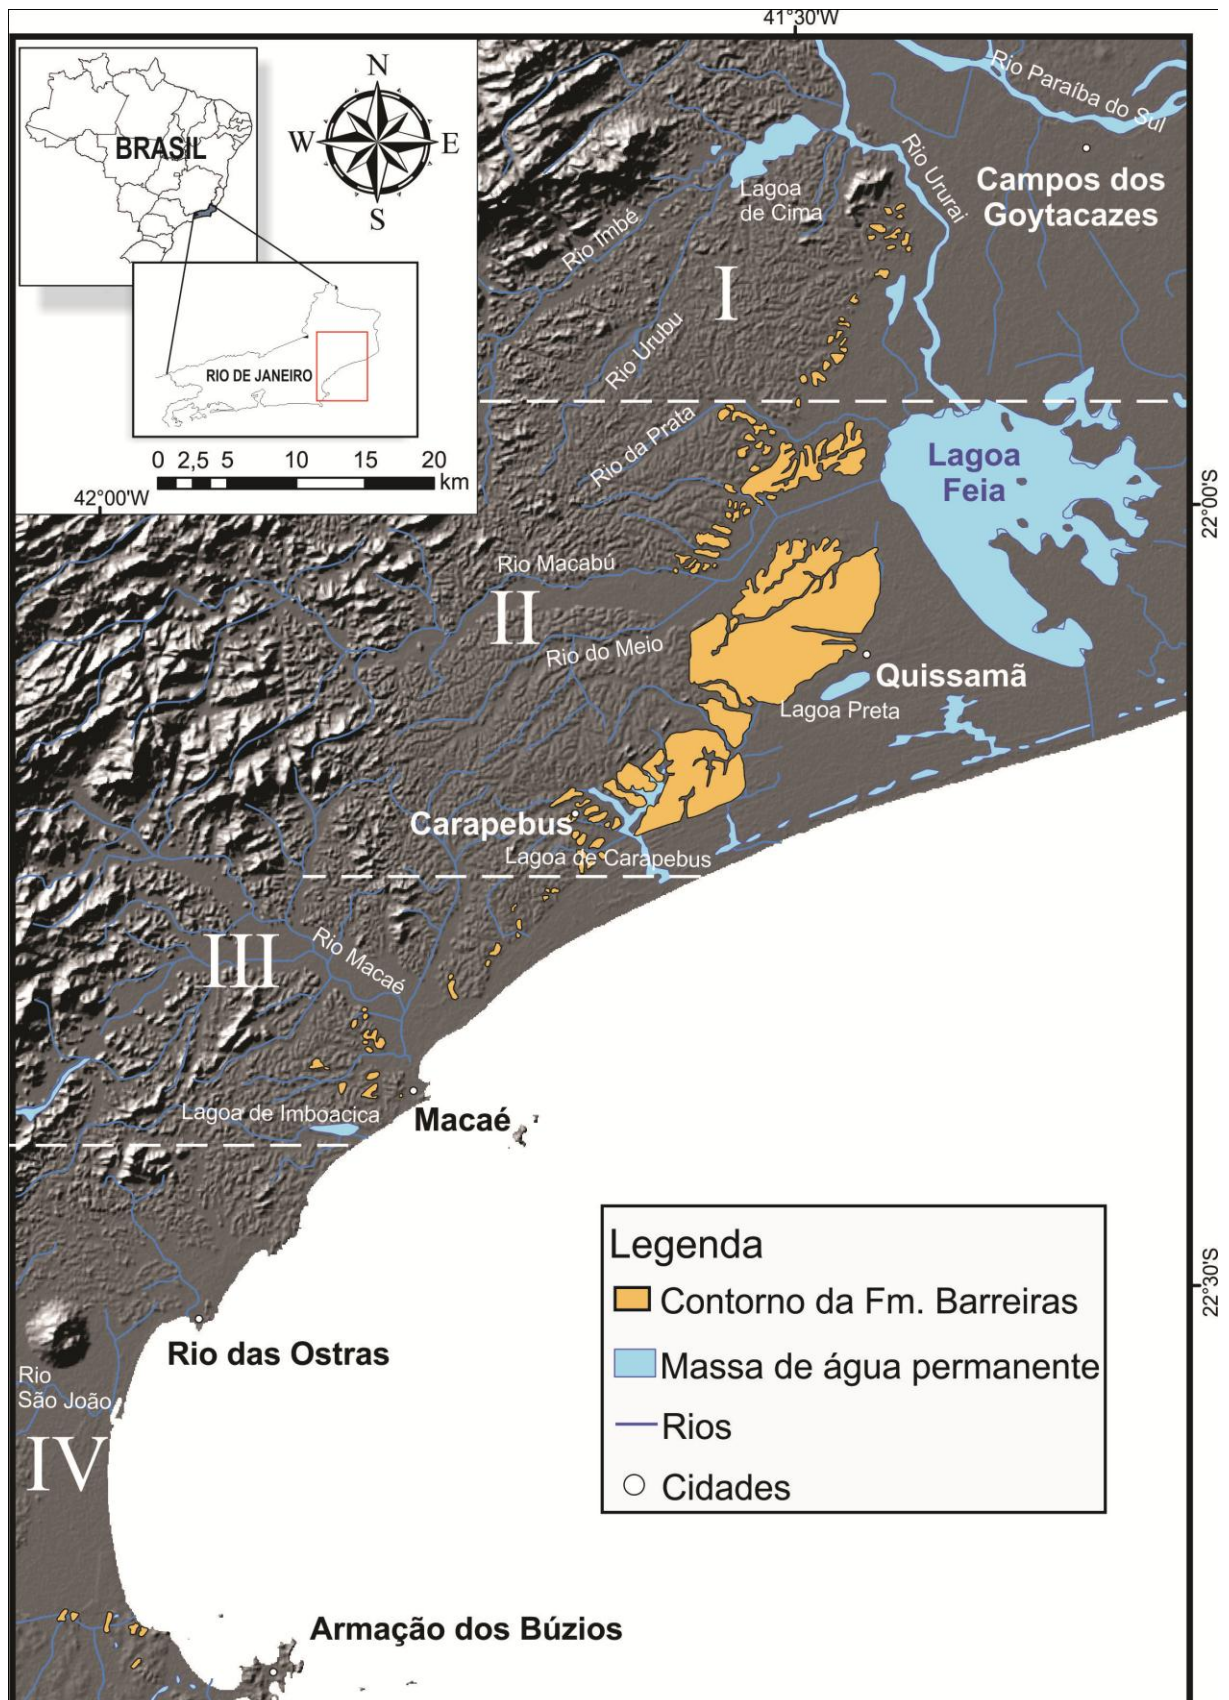 41°30'W
BRASIL
N
W
E
S
RIO DE JANEIRO
0 2,5 5 10 15 20
km
42°00'W
Rio Paraíba do Sul
Campos dos
Goytacazes
Rio Ururai
Lagoa
de Cima
Rio Imbé
I
Rio Urubu
Rio da Prata
Lagoa
Feia
22°00'S
Rio Macabú
II
Rio do Meio
Quissamã
Lagoa Preta
Carapebus
Lagoa de Carapebus
III
Rio Macaé
Lagoa de Imboacica
Macaé
Legenda
Contorno da Fm. Barreiras
Massa de água permanente
Rios
Cidades
22°30'S
Rio das Ostras
Rio
São João
IV
Armação dos Búzios